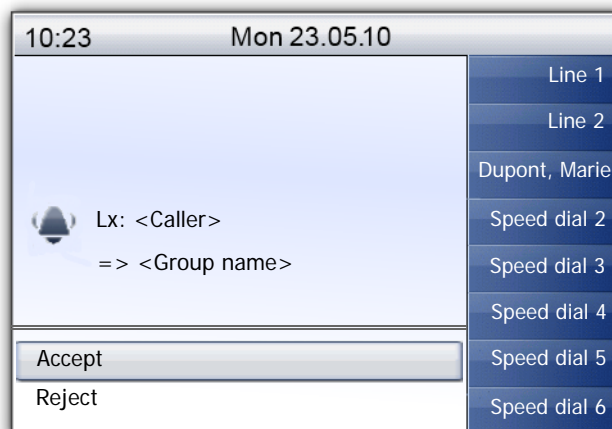 10:23 Mon 23.05.10
Line 1
Line 2
Dupont, Marie
Lx: <Caller>
Speed dial 2
=> <Group name>
Speed dial 3
Speed dial 4
Accept
Speed dial 5
Reject
Speed dial 6